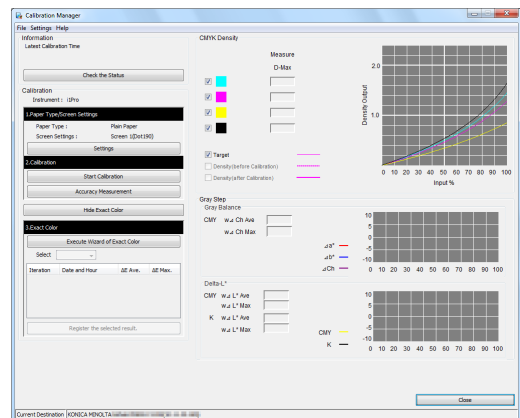 Calibration Manager
File Settings Help
Information
Latest Calibration Time
Check the Status
Calibration
Instrument : i1Pro
1.Paper Type/Screen Settings
Paper Type : Plain Paper
Screen Settings : Screen 1(Dot190)
Settings
2.Calibration
Start Calibration
Accuracy Measurement
Hide Exact Color
3.Exact Color
Execute Wizard of Exact Color
Select
Iteration Date and Hour ΔE Ave. ΔE Max.
Register the selected result.
CMYK Density
Measure
D-Max
Target
Density(before Calibration)
Density(after Calibration)
Density Output
2.0
1.0
0 10 20 30 40 50 60 70 80 90 100
Input %
Gray Step
Gray Balance
CMY w⊿ Ch Ave
w⊿ Ch Max
⊿a*
⊿b*
⊿Ch
10
5
0
-5
-10
0 10 20 30 40 50 60 70 80 90 100
Delta-L*
CMY w⊿ L* Ave
w⊿ L* Max
K w⊿ L* Ave
w⊿ L* Max
CMY
K
10
5
0
-5
-10
0 10 20 30 40 50 60 70 80 90 100
Close
Current Destination KONICA MINOLTA